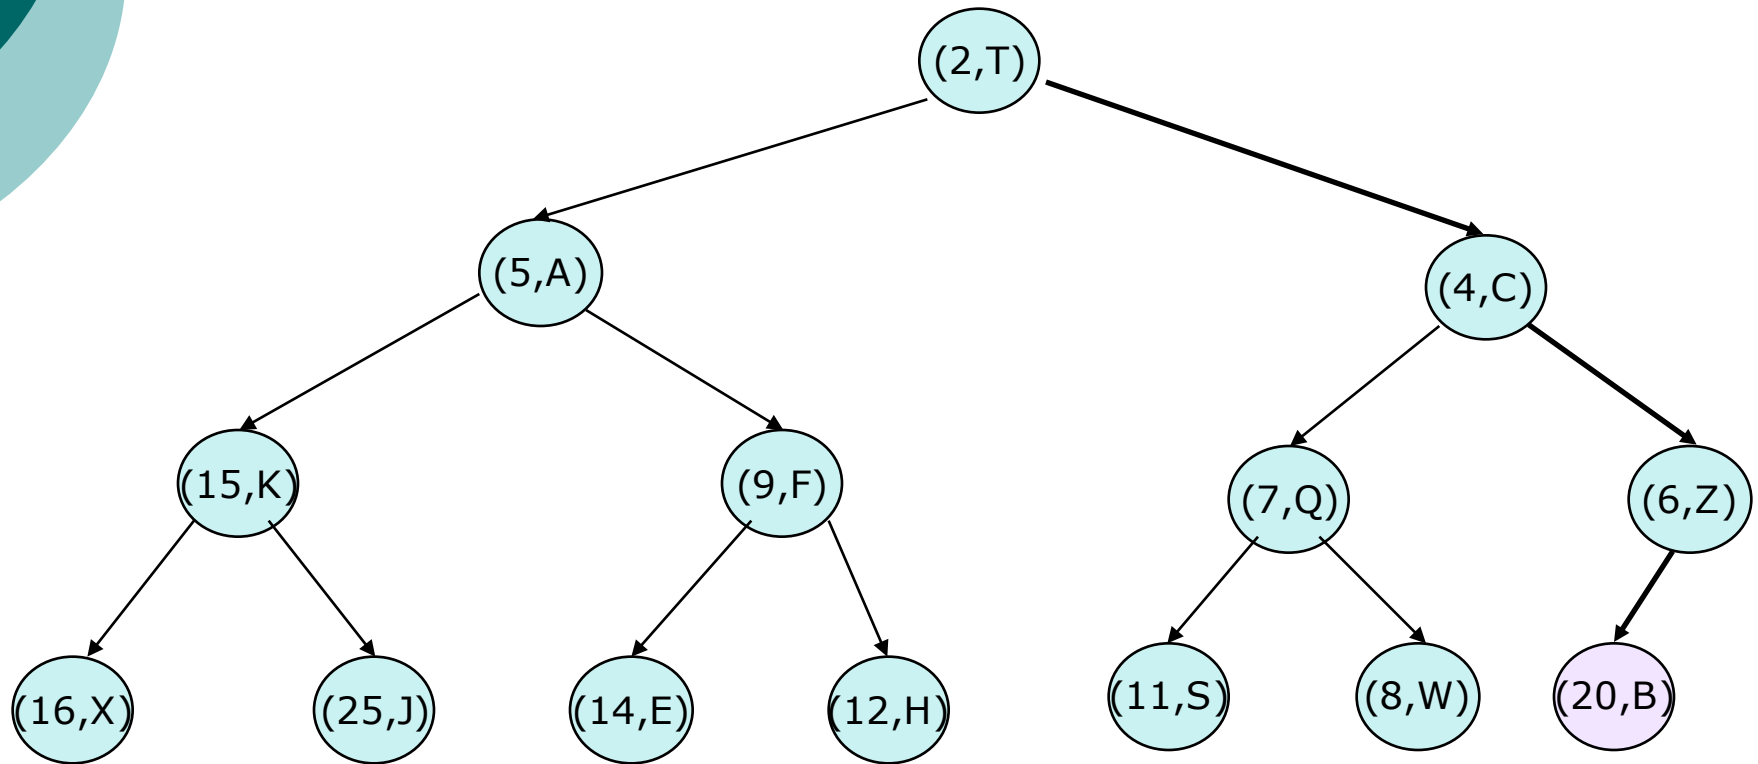 (2,T)
(5,A)
(4,C)
(15,K)
(9,F)
(7,Q)
(6,Z)
(16,X)
(25,J)
(14,E)
(12,H)
(11,S)
(8,W)
(20,B)